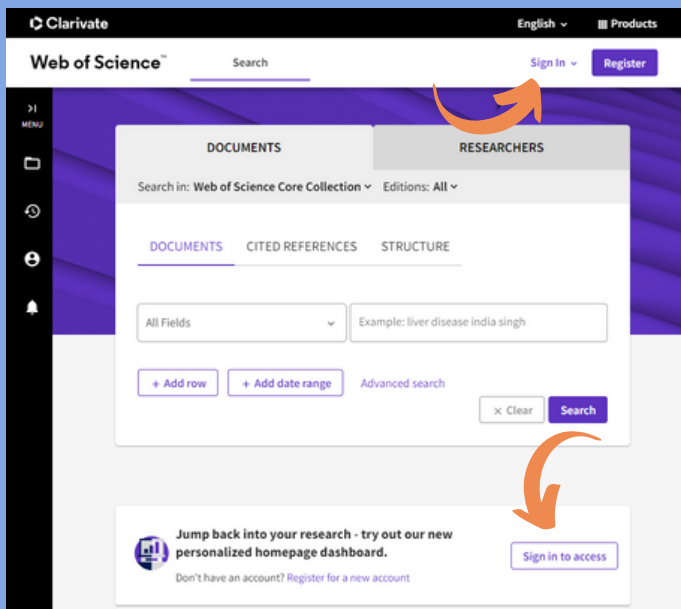 Clarivate
English
Products
Web of Science™
Search
Sign In
Register
MENU
DOCUMENTS
RESEARCHERS
Search in: Web of Science Core Collection
Editions: All
DOCUMENTS
CITED REFERENCES
STRUCTURE
All Fields
Example: liver disease india singh
+ Add row
+ Add date range
Advanced search
× Clear
Search
Jump back into your research - try out our new
personalized homepage dashboard.
Don't have an account? Register for a new account
Sign in to access